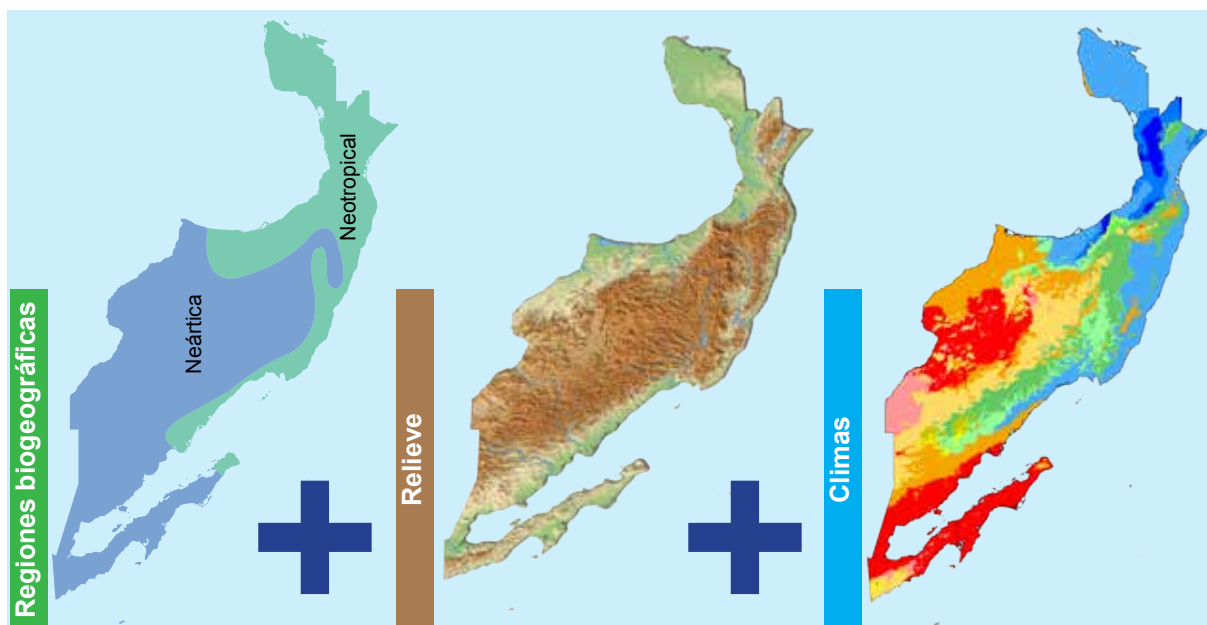 Regiones biogeográficas
Neártica
Neotropical
Relieve
Climas